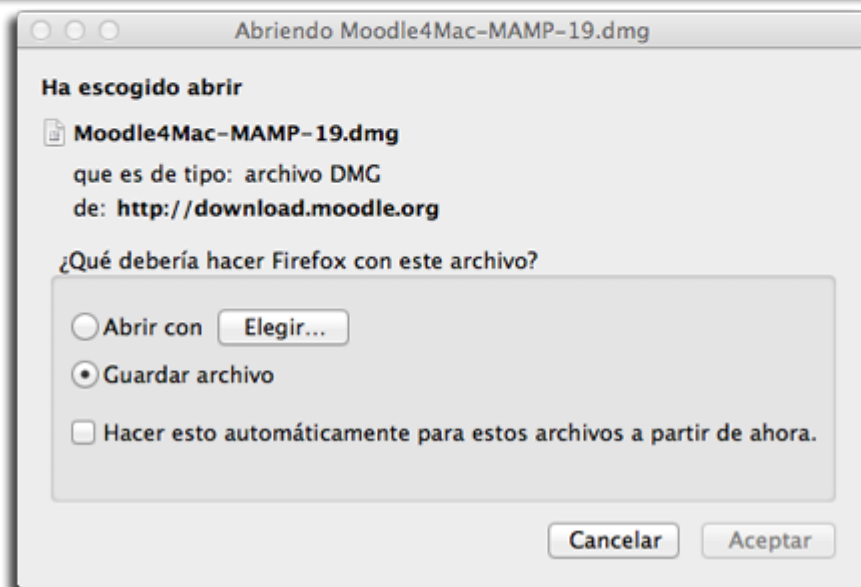 Abriendo Moodle4Mac-MAMP-19.dmg
Ha escogido abrir
Moodle4Mac-MAMP-19.dmg
que es de tipo: archivo DMG
de: http://download.moodle.org
¿Qué debería hacer Firefox con este archivo?
Abrir con Elegir...
Guardar archivo
Hacer esto automáticamente para estos archivos a partir de ahora.
Cancelar Aceptar